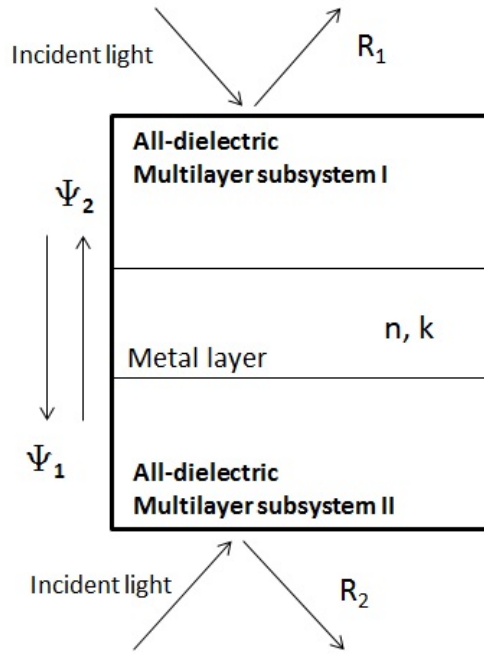 Incident light
R1
All-dielectric
Multilayer subsystem I
Ψ2
n, k
Metal layer
Ψ1
All-dielectric
Multilayer subsystem II
Incident light
R2